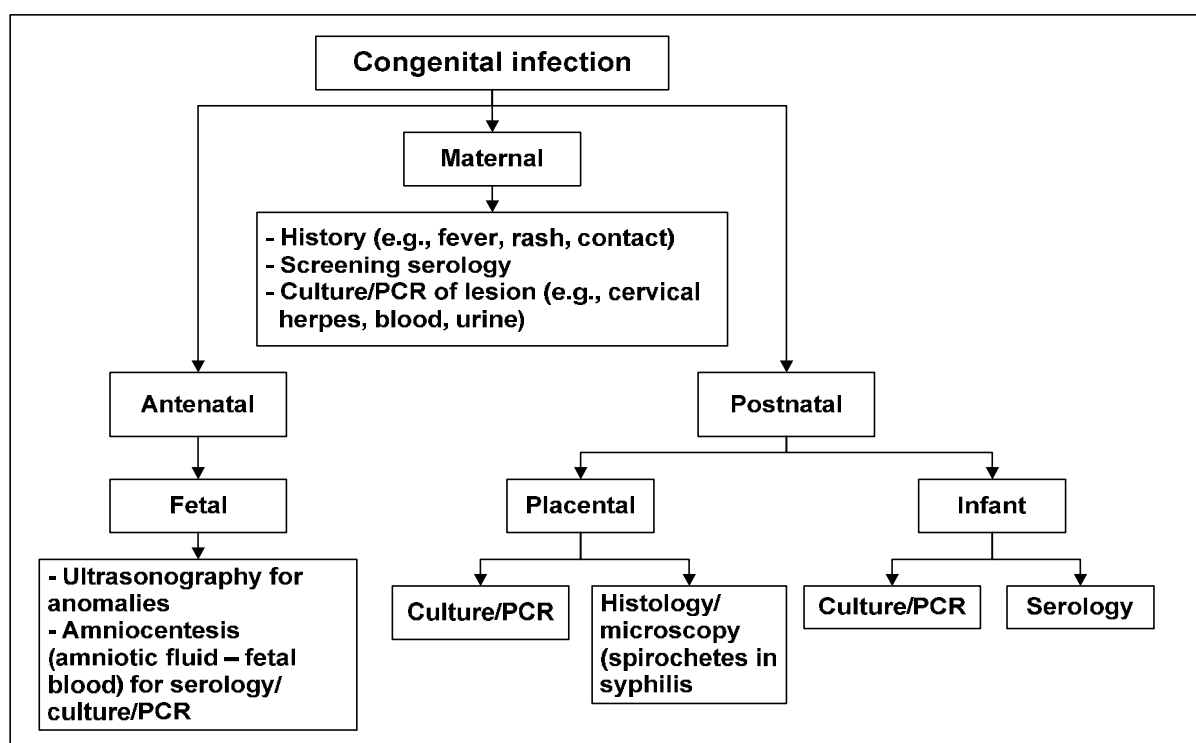 Congenital infection
Maternal
- History (e.g., fever, rash, contact)
- Screening serology
- Culture/PCR of lesion (e.g., cervical
herpes, blood, urine)
Antenatal
Postnatal
Fetal
Placental
Infant
- Ultrasonography for
anomalies
- Amniocentesis
(amniotic fluid – fetal
blood) for serology/
culture/PCR
Culture/PCR
Histology/
microscopy
(spirochetes in
syphilis
Culture/PCR
Serology